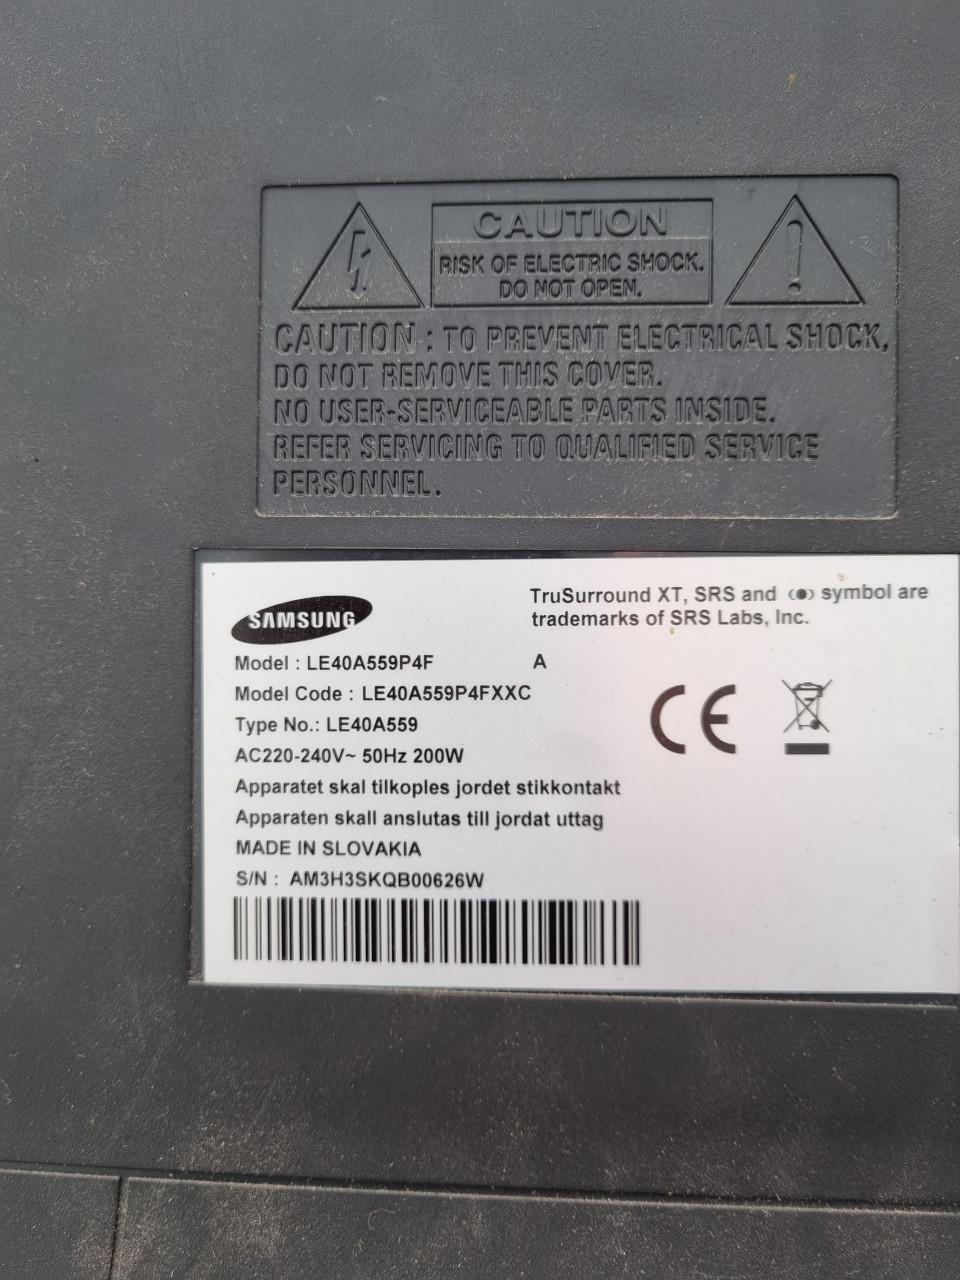 CAUTION
RISK OF ELECTRIC SHOCK.
DO NOT OPEN.
CAUTION : TO PREVENT ELECTRICAL SHOCK,
DO NOT REMOVE THIS COVER.
NO USER-SERVICEABLE PARTS INSIDE.
REFER SERVICING TO QUALIFIED SERVICE
PERSONNEL.
SAMSUNG
TruSurround XT, SRS and (●) symbol are
trademarks of SRS Labs, Inc.
Model : LE40A559P4F A
Model Code : LE40A559P4FXXC
Type No.: LE40A559
AC220-240V~ 50Hz 200W
Apparatet skal tilkoples jordet stikkontakt
Apparaten skall anslutas till jordat uttag
MADE IN SLOVAKIA
S/N : AM3H3SKQB00626W
CE